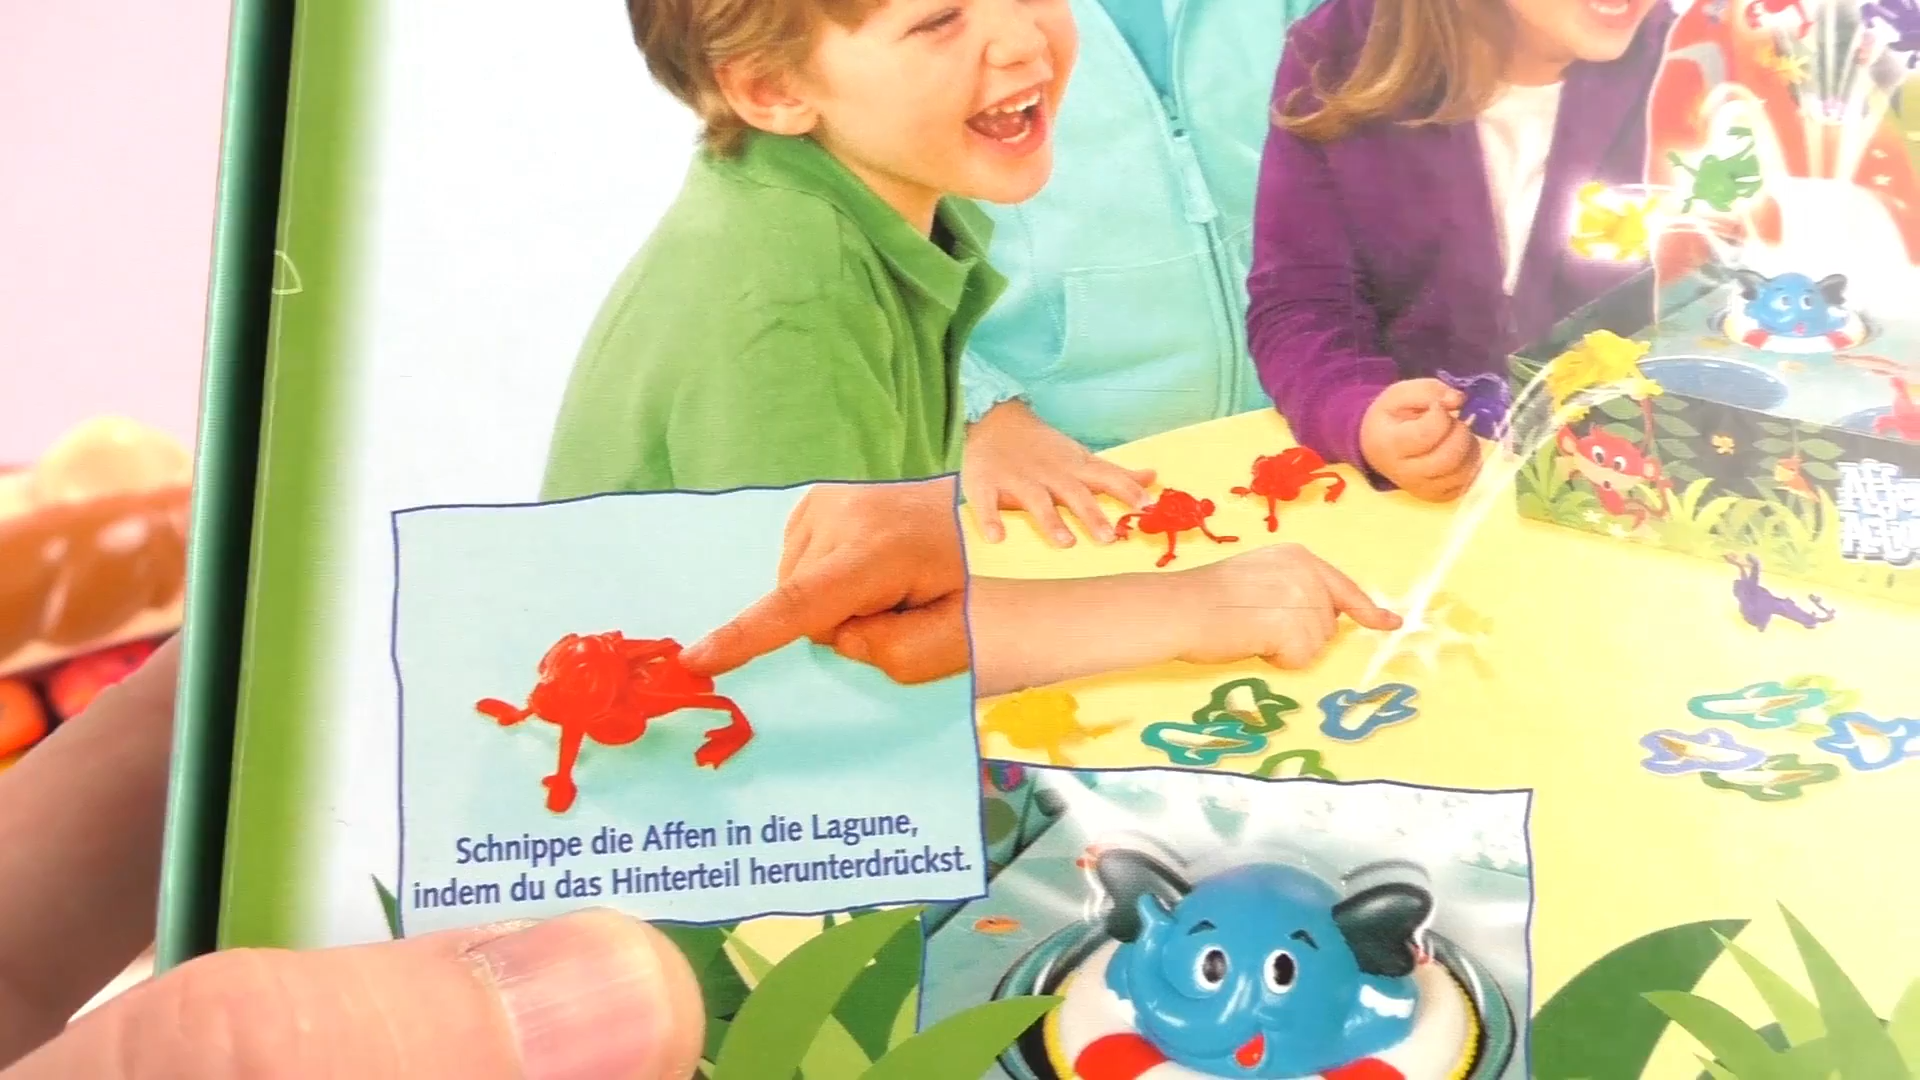 Schnippe die Affen in die Lagune,
indem du das Hinterteil herunterdrückst.